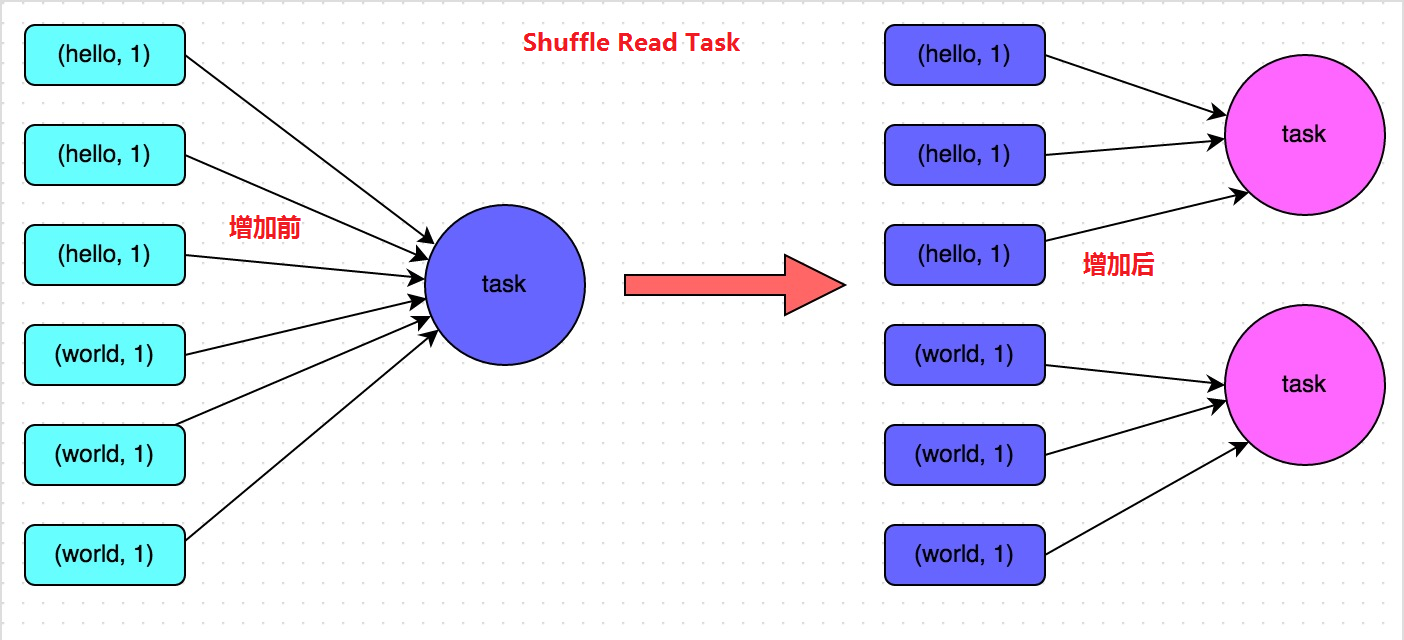 Shuffle Read Task
(hello, 1)
(hello, 1)
增加前
(hello, 1)
task
(world, 1)
(world, 1)
(world, 1)
(hello, 1)
task
(hello, 1)
(hello, 1)
增加后
(world, 1)
task
(world, 1)
(world, 1)